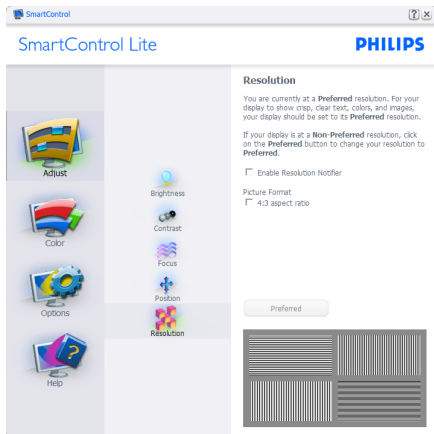 SmartControl
SmartControl Lite
PHILIPS
Adjust
Color
Options
Help
Brightness
Contrast
Focus
Position
Resolution
Resolution
You are currently at a Preferred resolution. For your
display to show crisp, clear text, colors, and images,
your display should be set to its Preferred resolution.
If your display is at a Non-Preferred resolution, click
on the Preferred button to change your resolution to
Preferred.
Enable Resolution Notifier
Picture Format
4:3 aspect ratio
Preferred